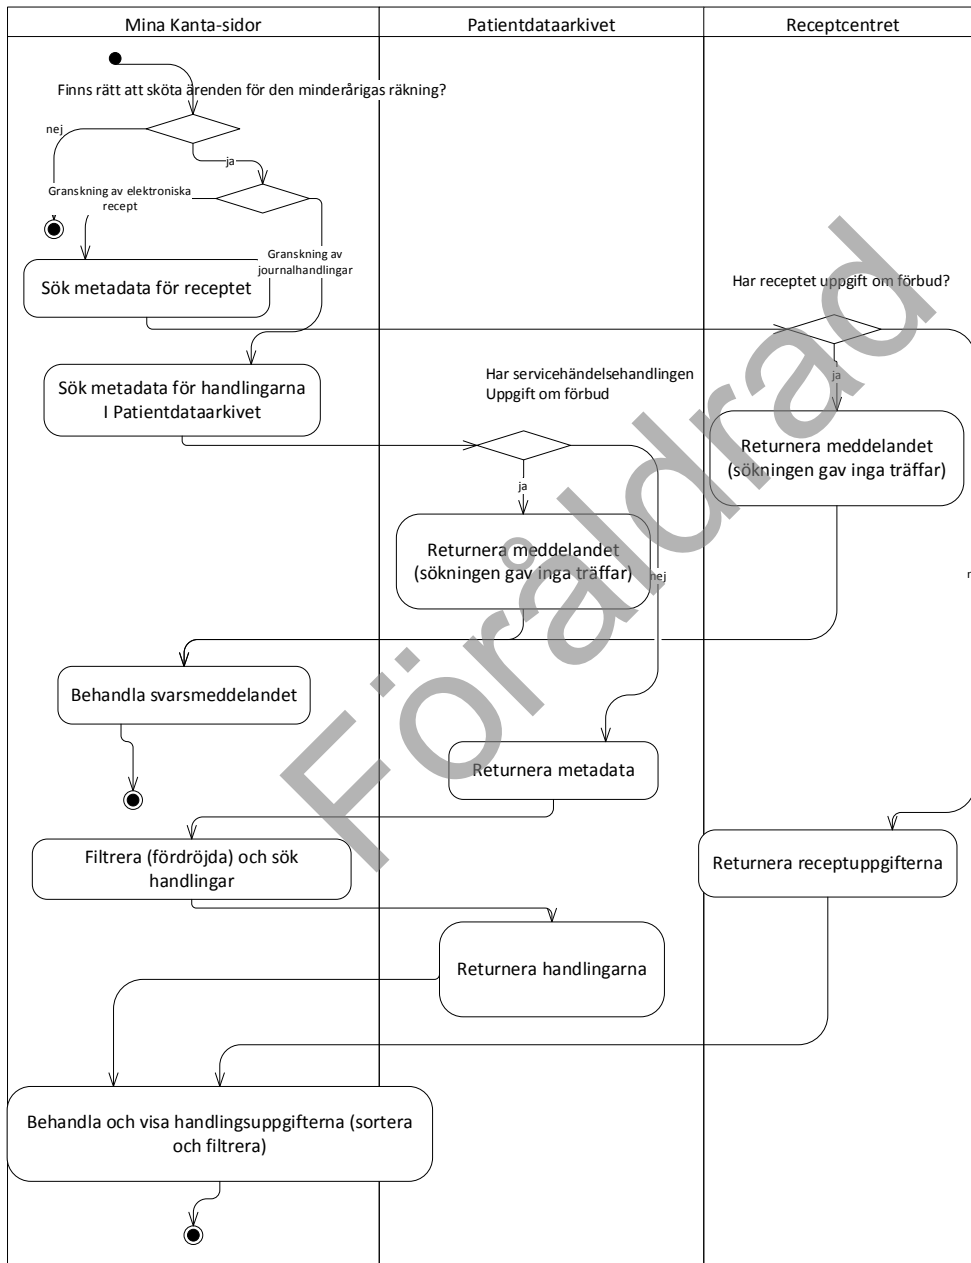 Mina Kanta-sidor
Patientdataarkivet
Receptcentret
Finns rätt att sköta ärenden för den minderårigas räkning?
nej
ja
Granskning av elektroniska
recept
Granskning av
journalhandlingar
Sök metadata för receptet
Har receptet uppgift om förbud?
Sök metadata för handlingarna
I Patientdataarkivet
Har servicehändelsehandlingen
Uppgift om förbud
ja
Returnera meddelandet
(sökningen gav inga träffar)
ja
Returnera meddelandet
(sökningen gav inga träffar)
nej
n
Behandla svarsmeddelandet
Returnera metadata
Filtrera (fördröjda) och sök
handlingar
Returnera receptuppgifterna
Returnera handlingarna
Behandla och visa handlingsuppgifterna (sortera
och filtrera)
Föråldrad